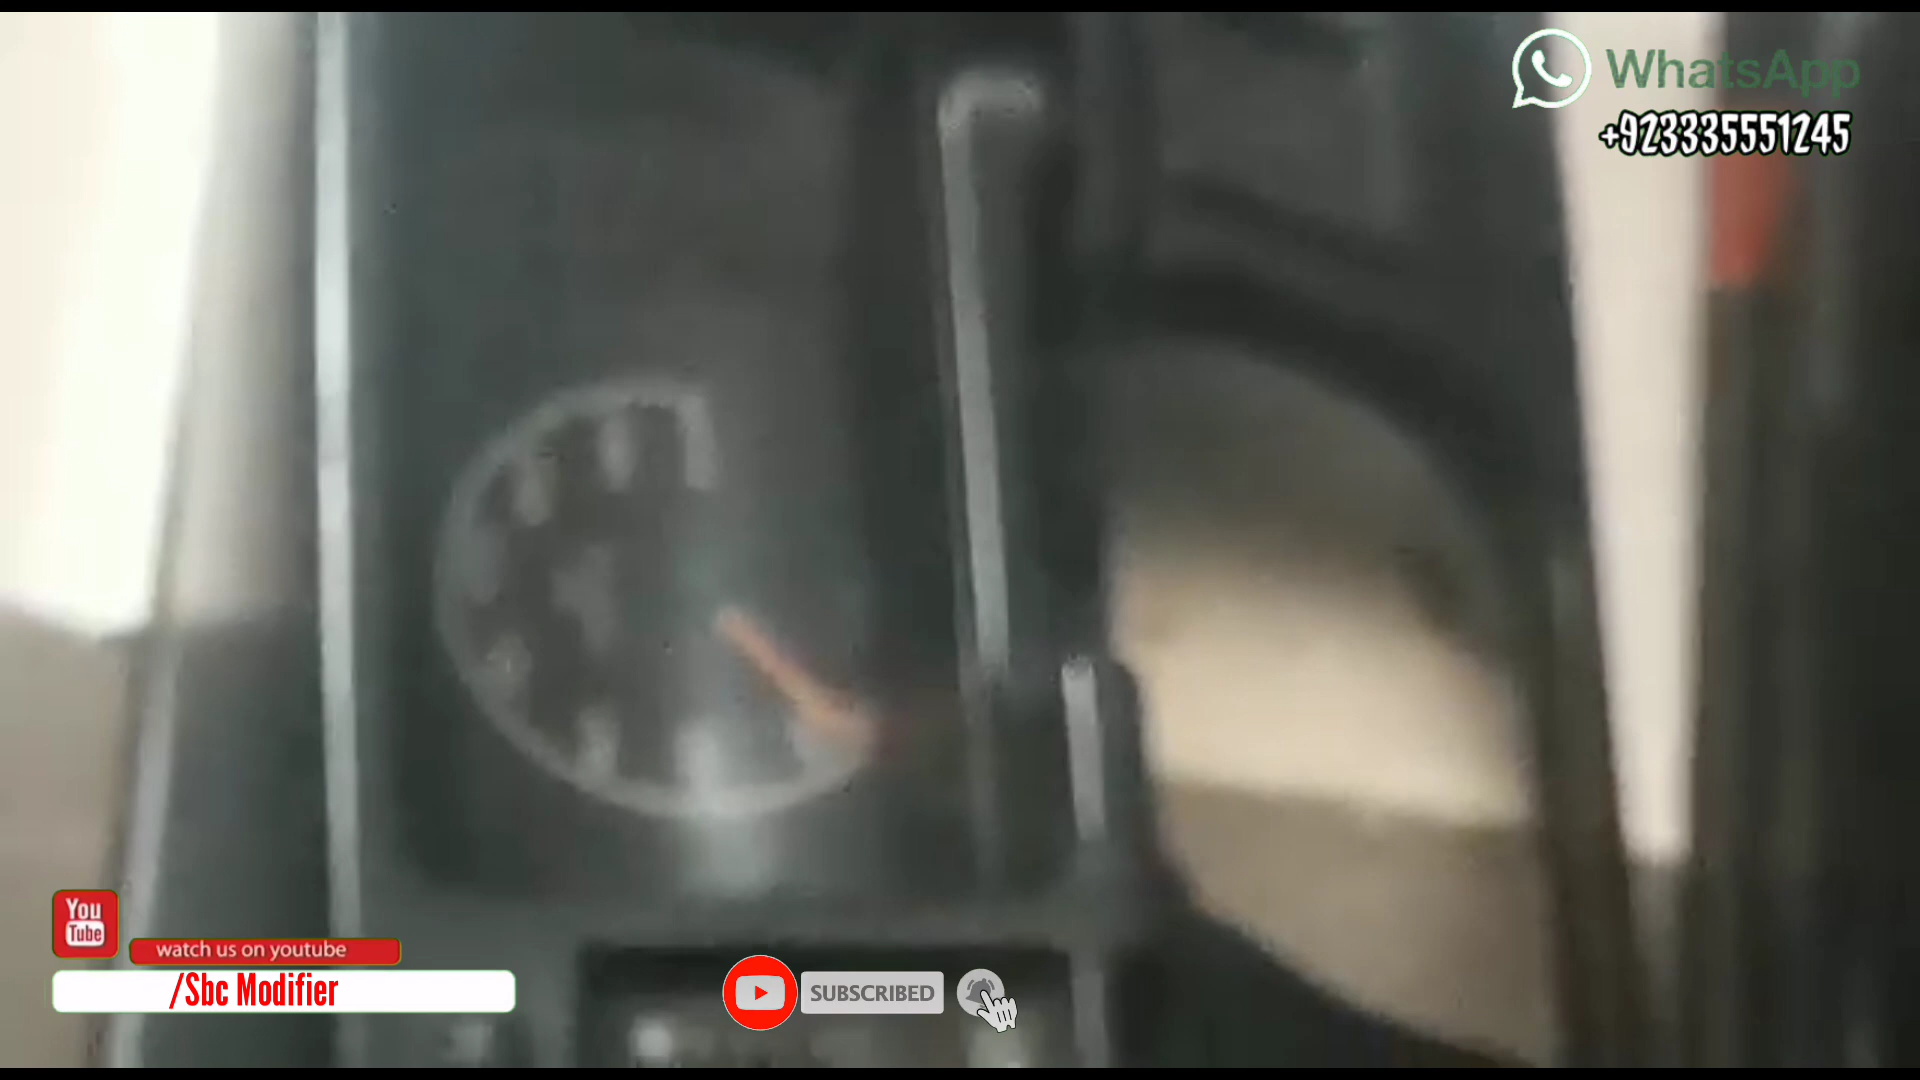 WhatsApp
+923335551245
You
Tube
watch us on youtube
/Sbc Modifier
SUBSCRIBED